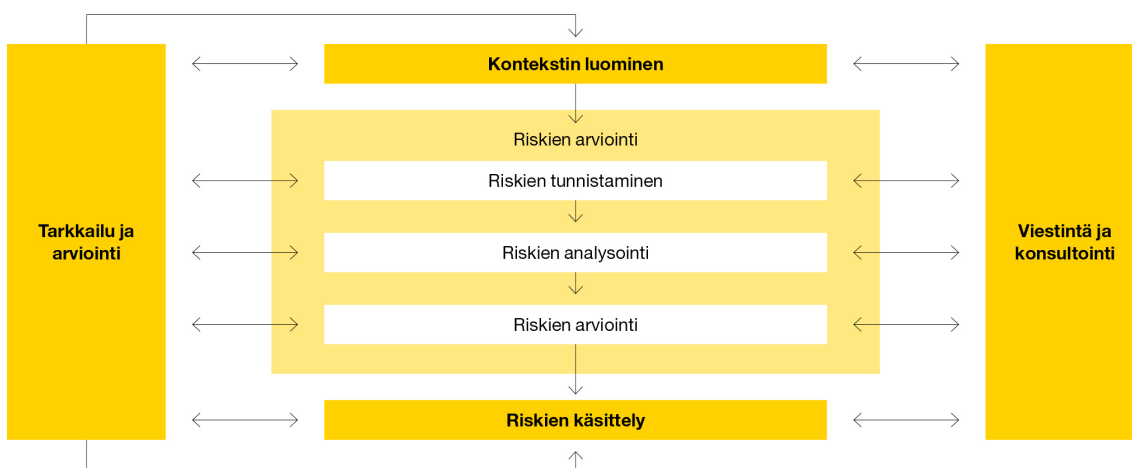 Kontekstin luominen
Riskien arviointi
Riskien tunnistaminen
Tarkkailu ja
arviointi
Riskien analysointi
Viestintä ja
konsultointi
Riskien arviointi
Riskien käsittely